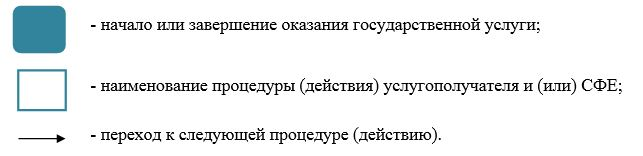 - начало или завершение оказания государственной услуги;
- наименование процедуры (действия) услугополучателя и (или) СФЕ;
- переход к следующей процедуре (действию).